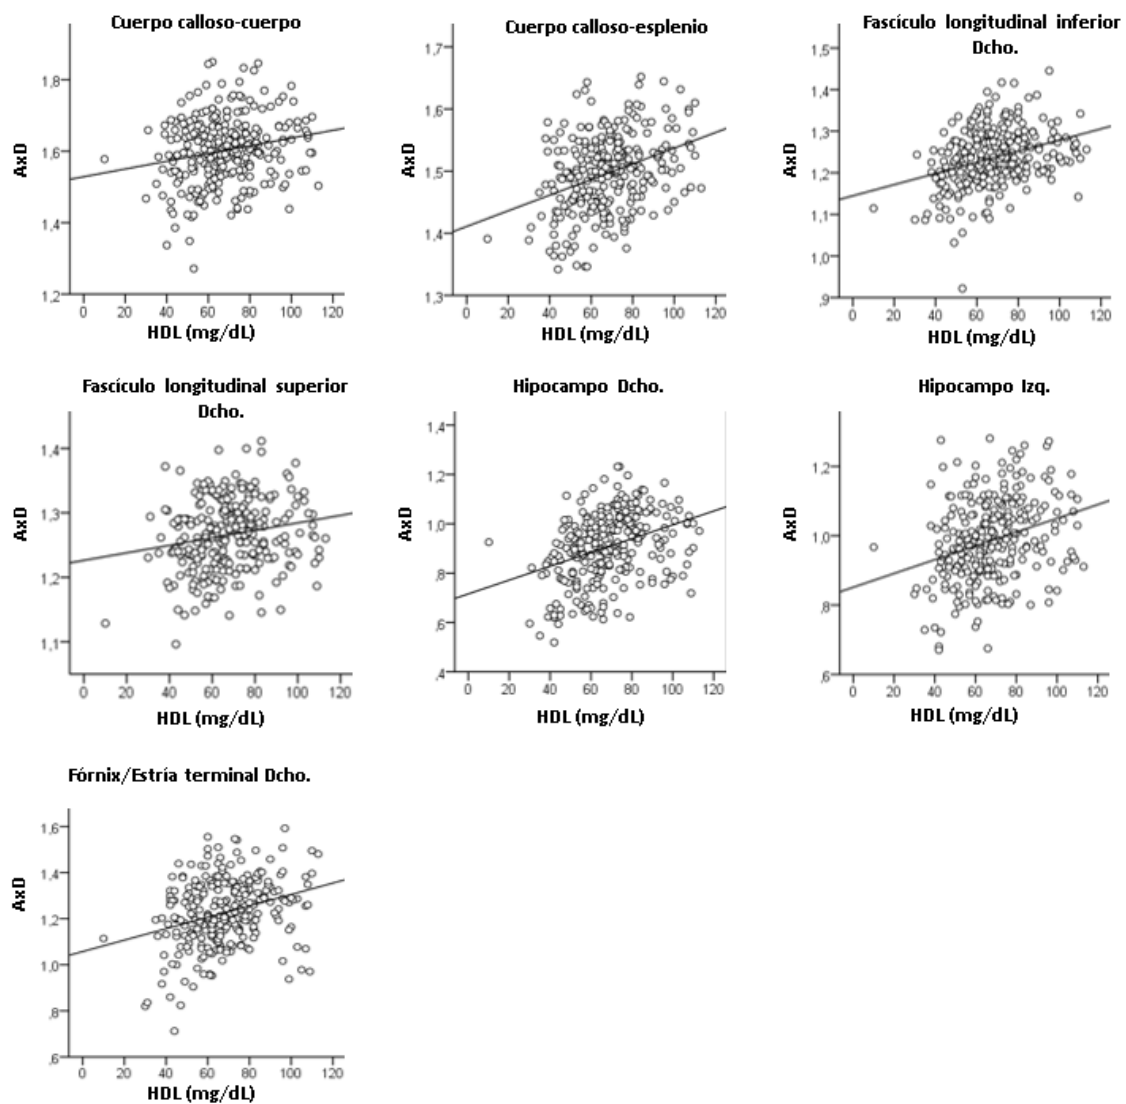 Cuerpo calloso-cuerpo
AxD
1,8
1,6
1,4
1,2
0 20 40 60 80 100 120
HDL (mg/dL)
Cuerpo calloso-esplenio
AxD
1,7
1,6
1,5
1,4
1,3
0 20 40 60 80 100 120
HDL (mg/dL)
Fascículo longitudinal inferior
Dcho.
AxD
1,5
1,4
1,3
1,2
1,1
1,0
,9
0 20 40 60 80 100 120
HDL (mg/dL)
Fascículo longitudinal superior
Dcho.
AxD
1,4
1,3
1,2
1,1
0 20 40 60 80 100 120
HDL (mg/dL)
Hipocampo Dcho.
AxD
1,4
1,2
1,0
,8
,6
,4
0 20 40 60 80 100 120
HDL (mg/dL)
Hipocampo Izq.
AxD
1,2
1,0
,8
,6
0 20 40 60 80 100 120
HDL (mg/dL)
Fórnix/Estría terminal Dcho.
AxD
1,6
1,4
1,2
1,0
,8
,6
0 20 40 60 80 100 120
HDL (mg/dL)